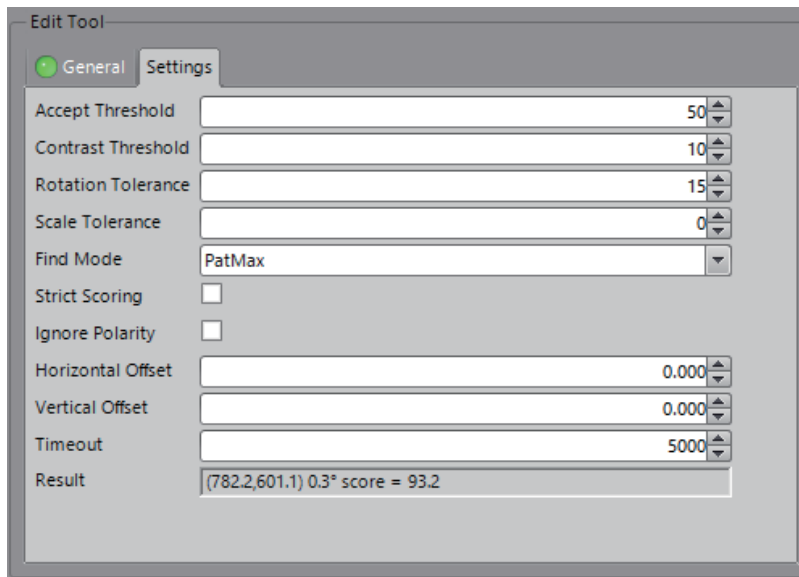 Edit Tool
General Settings
Accept Threshold 50
Contrast Threshold 10
Rotation Tolerance 15
Scale Tolerance 0
Find Mode PatMax
Strict Scoring
Ignore Polarity
Horizontal Offset 0.000
Vertical Offset 0.000
Timeout 5000
Result (782.2,601.1) 0.3° score = 93.2